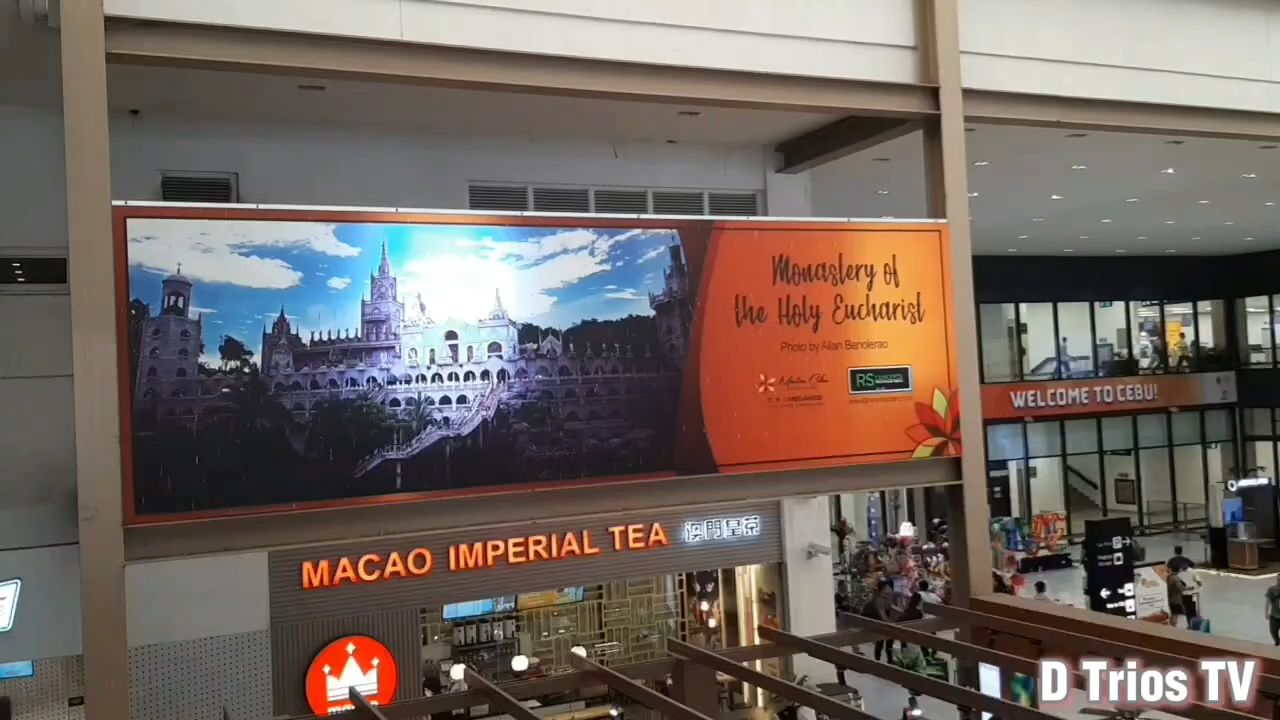 Monastery of
the Holy Eucharist
Photo by Allan Benolerao
RS
WELCOME TO CEBU!
MACAO IMPERIAL TEA 澳門皇茶
D Trios TV